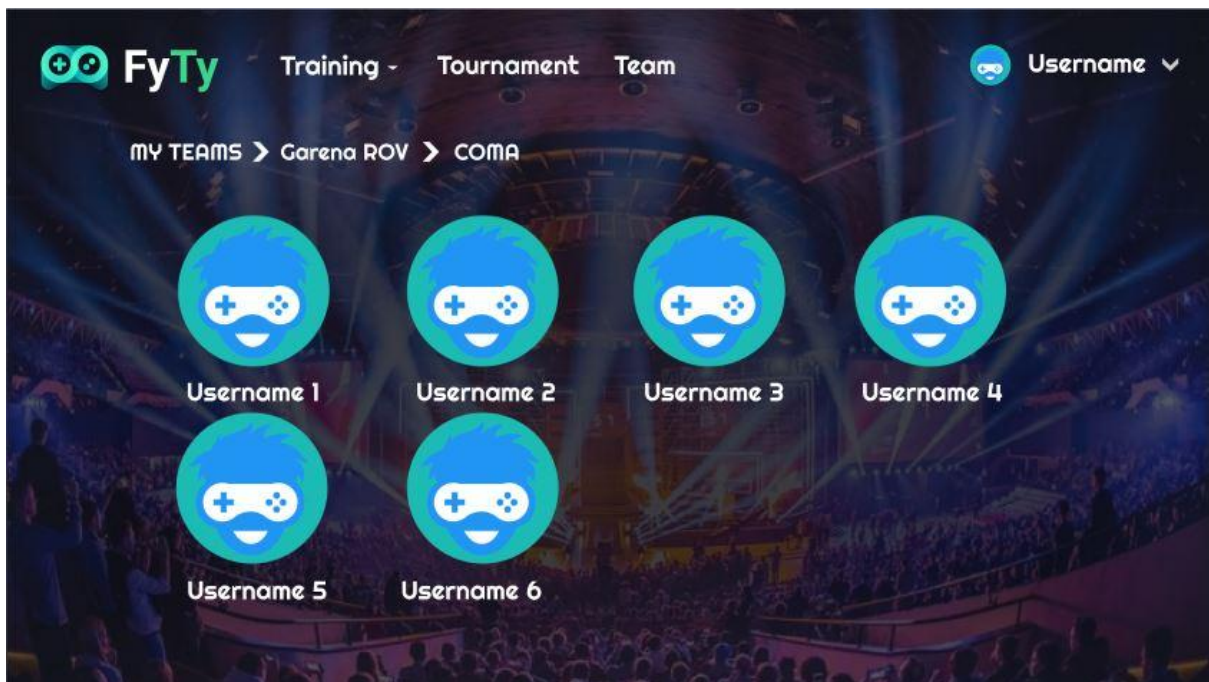 FyTy Training Tournament Team Username
MY TEAMS > Garena ROV > COMA
Username 1 Username 2 Username 3 Username 4
Username 5 Username 6